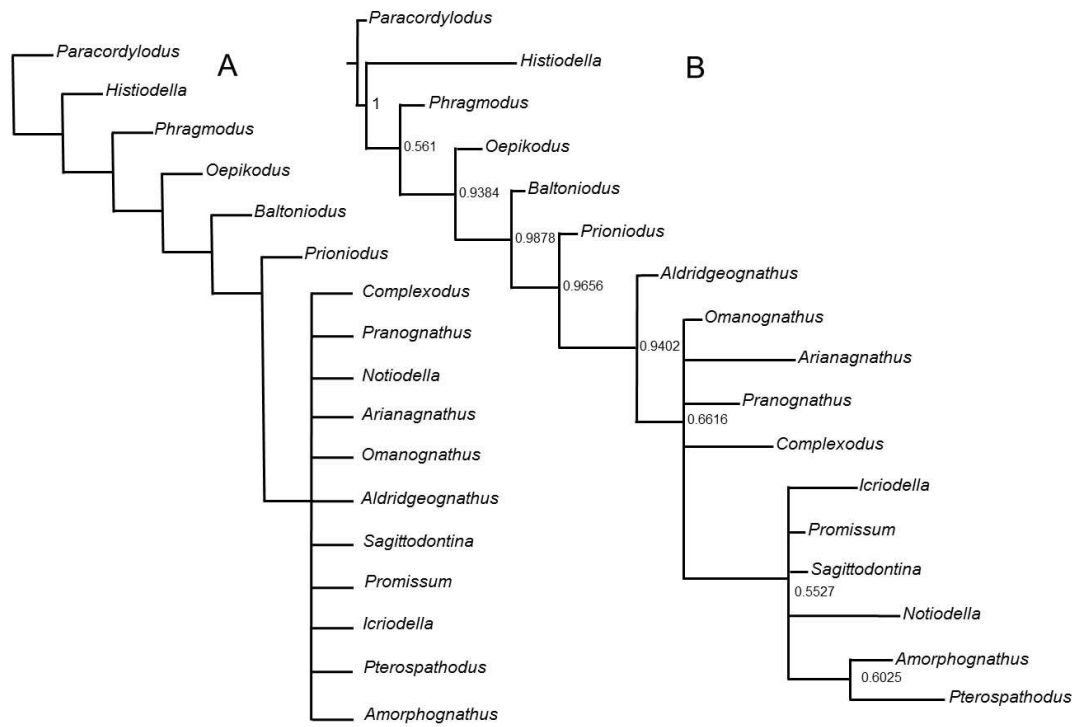 A
Paracordylodus
Histiodella
Phragmodus
Oepikodus
Baltoniodus
Prioniodus
Complexodus
Pranognathus
Notiodella
Arianagnathus
Omanognathus
Aldridgeognathus
Sagittodontina
Promissum
Icriodella
Pterospathodus
Amorphognathus
B
Paracordylodus
Histiodella
1
Phragmodus
0.561
Oepikodus
0.9384
Baltoniodus
0.9878
Prioniodus
0.9656
Aldridgeognathus
0.9402
Omanognathus
Arianagnathus
Pranognathus
0.6616
Complexodus
Icriodella
Promissum
Sagittodontina
0.5527
Notiodella
Amorphognathus
0.6025
Pterospathodus